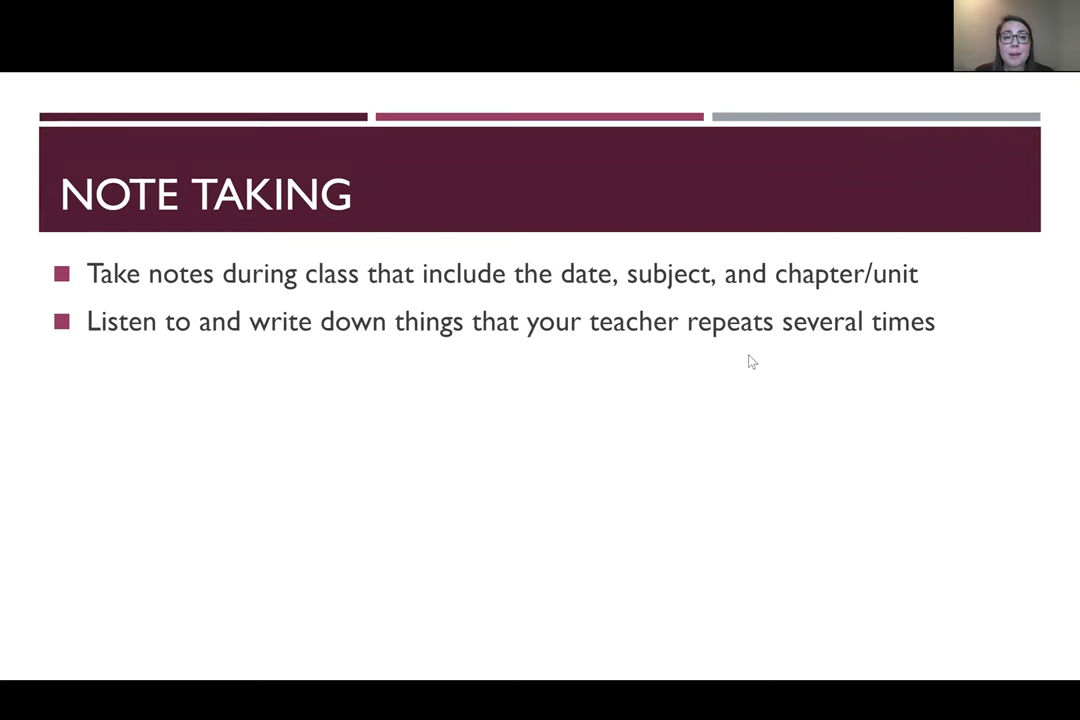 NOTE TAKING
Take notes during class that include the date, subject, and chapter/unit
Listen to and write down things that your teacher repeats several times